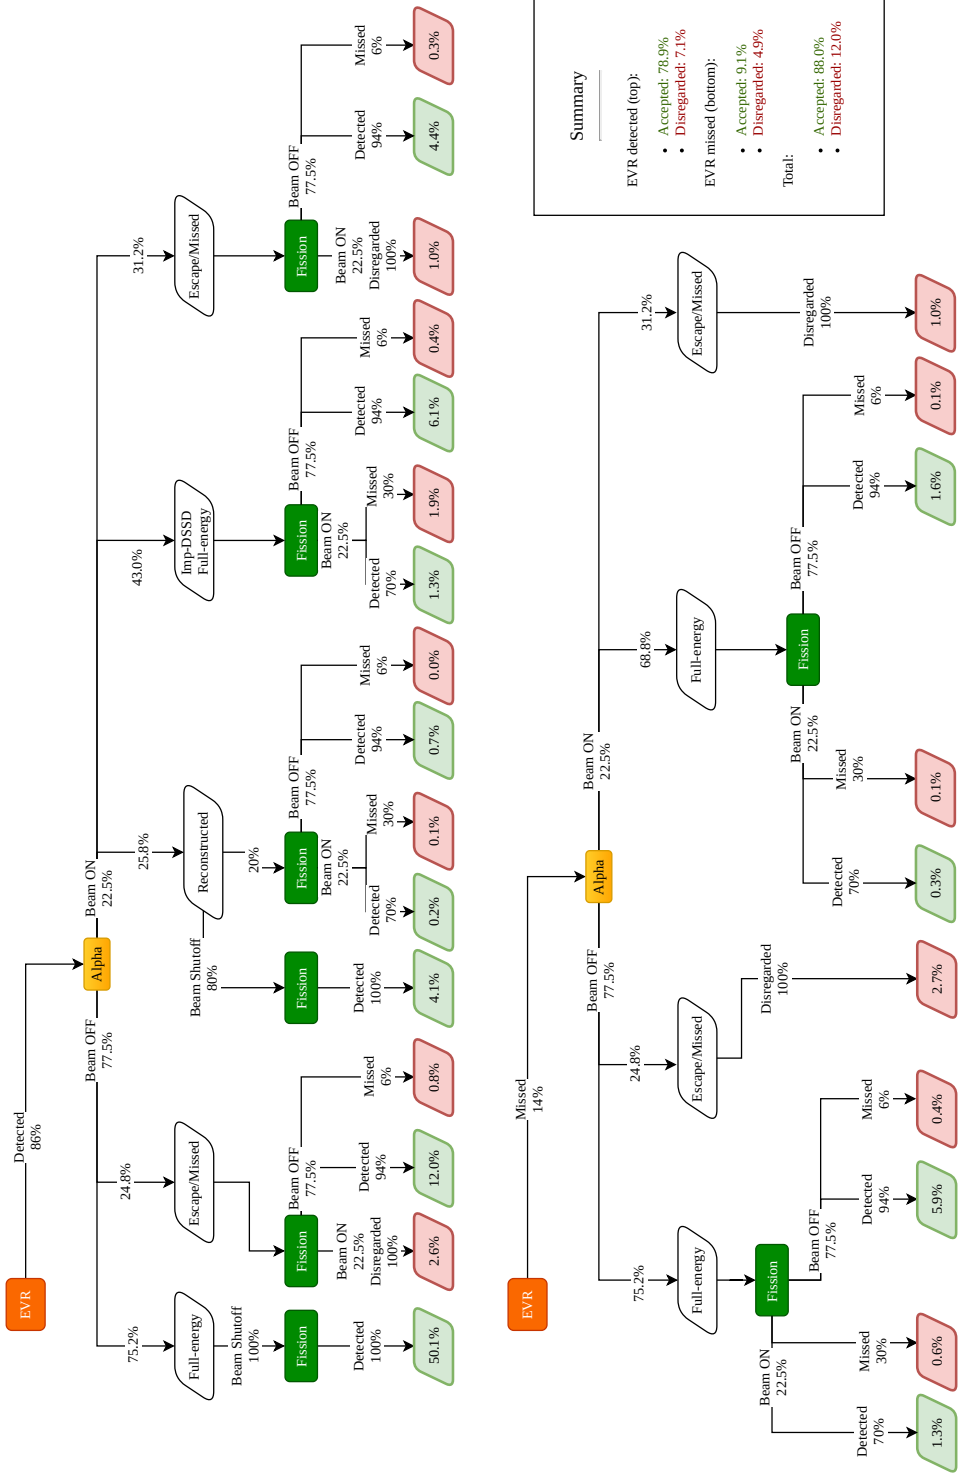 EVR
Detected
86%
Alpha
Beam OFF
77.5%
Beam ON
22.5%
75.2%
24.8%
25.8%
43.0%
31.2%
Full-energy
Escape/Missed
Reconstructed
Imp-DSSD
Full-energy
Escape/Missed
Beam Shutoff
100%
Beam Shutoff
80%
20%
Fission
Fission
Fission
Fission
Fission
Fission
Detected
100%
Beam ON
22.5%
Disregarded
100%
Beam OFF
77.5%
Detected
94%
Missed
6%
Detected
100%
Beam ON
22.5%
Detected
70%
Missed
30%
Beam OFF
77.5%
Detected
94%
Missed
6%
Beam ON
22.5%
Detected
70%
Missed
30%
Beam OFF
77.5%
Detected
94%
Missed
6%
Beam ON
22.5%
Disregarded
100%
Beam OFF
77.5%
Detected
94%
Missed
6%
50.1%
2.6%
12.0%
0.8%
4.1%
0.2%
0.1%
0.7%
0.0%
1.3%
1.9%
6.1%
0.4%
1.0%
4.4%
0.3%
EVR
Missed
14%
Alpha
Beam OFF
77.5%
Beam ON
22.5%
75.2%
24.8%
68.8%
31.2%
Full-energy
Escape/Missed
Full-energy
Escape/Missed
Fission
Fission
Beam ON
22.5%
Beam OFF
77.5%
Detected
70%
Missed
30%
Detected
94%
Missed
6%
Disregarded
100%
Beam ON
22.5%
Beam OFF
77.5%
Detected
70%
Missed
30%
Detected
94%
Missed
6%
Disregarded
100%
1.3%
0.6%
5.9%
0.4%
2.7%
0.3%
0.1%
1.6%
0.1%
1.0%
Summary
EVR detected (top):
• Accepted: 78.9%
• Disregarded: 7.1%
EVR missed (bottom):
• Accepted: 9.1%
• Disregarded: 4.9%
Total:
• Accepted: 88.0%
• Disregarded: 12.0%